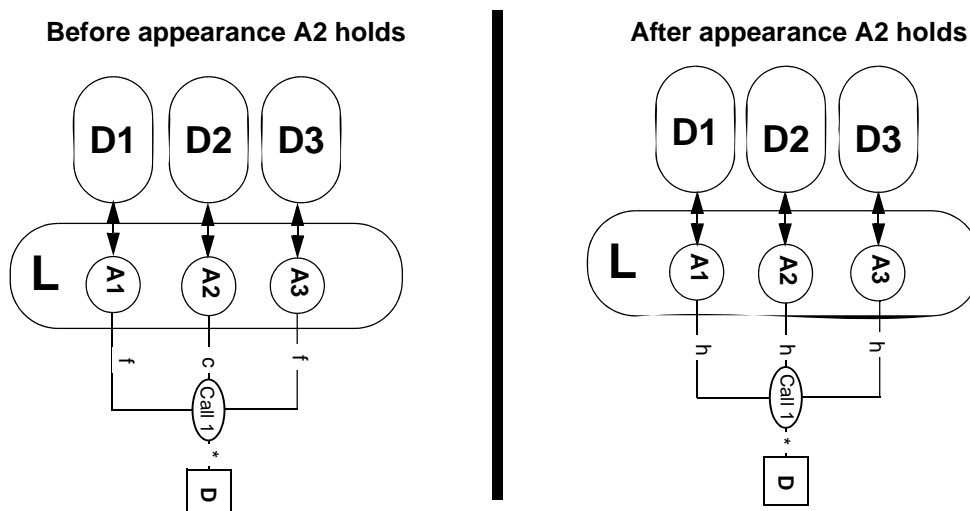 Before appearance A2 holds
D1 D2 D3
L A1 A2 A3
f c f
Call 1
*
D
After appearance A2 holds
D1 D2 D3
L A1 A2 A3
h h h
Call 1
*
D